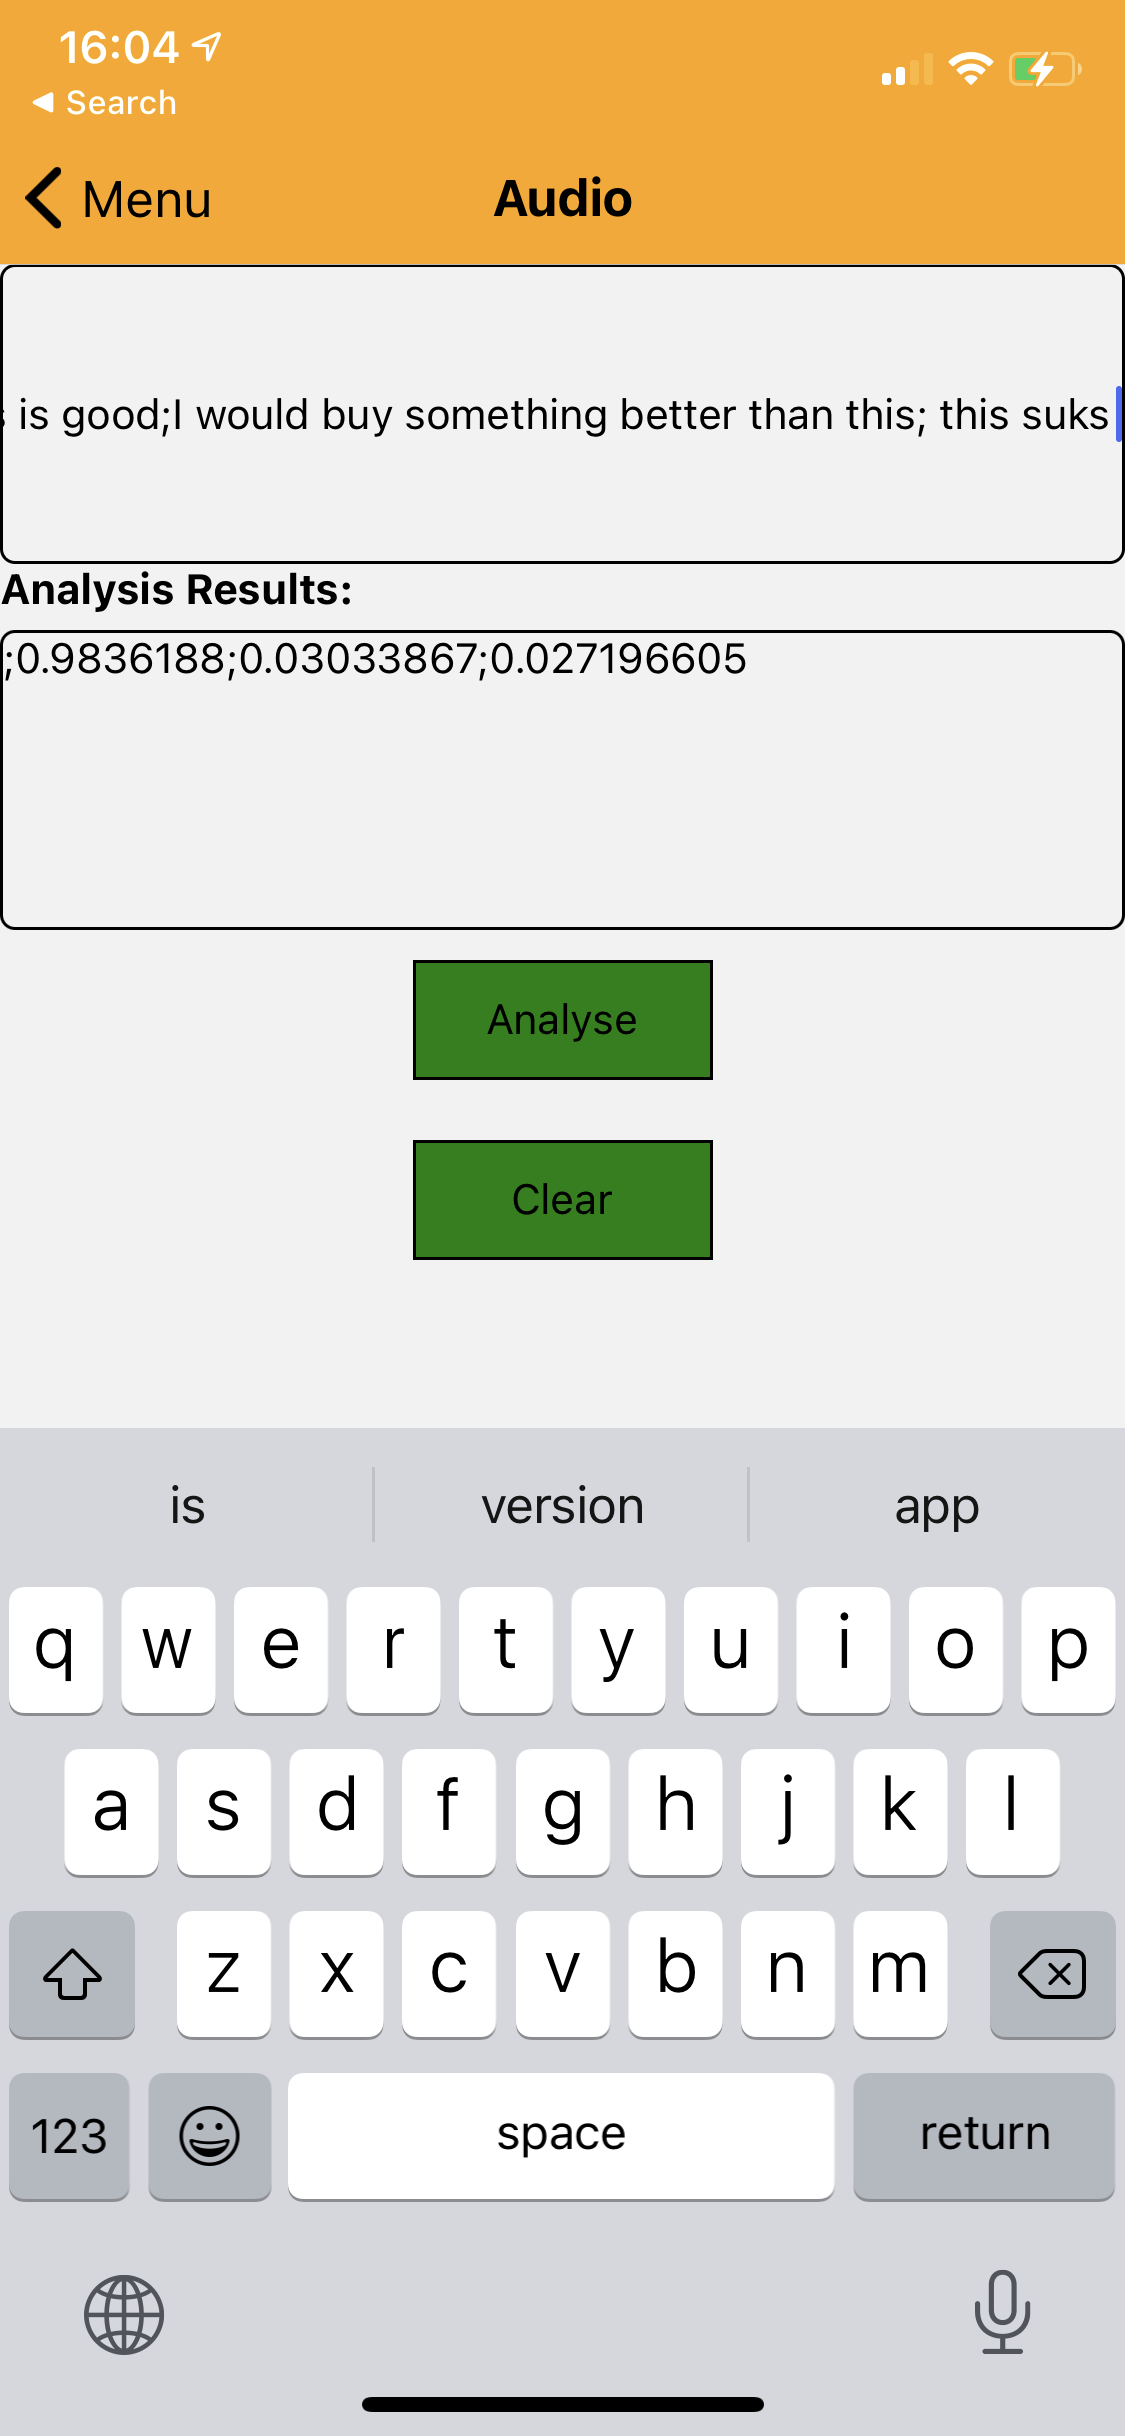 16:04
Search
Menu
Audio
is good;I would buy something better than this; this suks
Analysis Results:
;0.9836188;0.03033867;0.027196605
Analyse
Clear
is version app
q w e r t y u i o p
a s d f g h j k l
z x c v b n m
123 space return